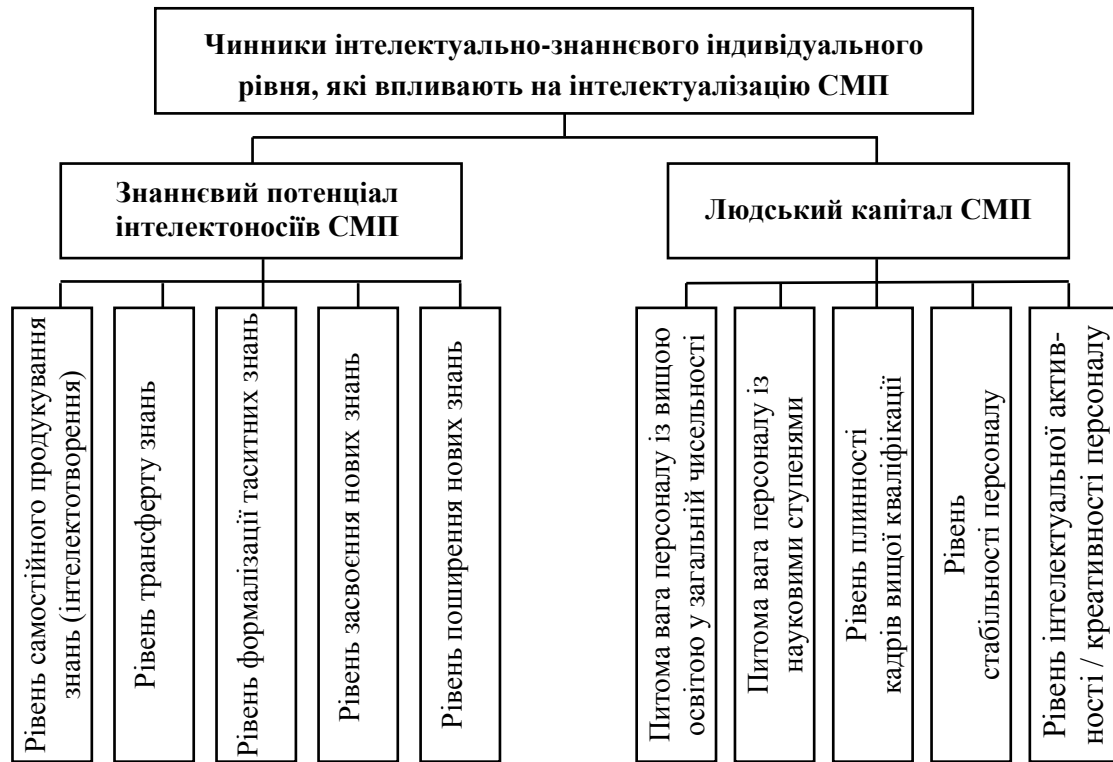 Чинники інтелектуально-знаннєвого індивідуального
рівня, які впливають на інтелектуалізацію СМП
Знаннєвий потенціал
інтелектоносіїв СМП
Людський капітал СМП
Рівень самостійного продукування
знань (інтелектотворення)
Рівень трансферту знань
Рівень формалізації таситних знань
Рівень засвоєння нових знань
Рівень поширення нових знань
Питома вага персоналу із вищою
освітою у загальній чисельності
Питома вага персоналу із
науковими ступенями
Рівень плинності
кадрів вищої кваліфікації
Рівень
стабільності персоналу
Рівень інтелектуальної актив-
ності / креативності персоналу